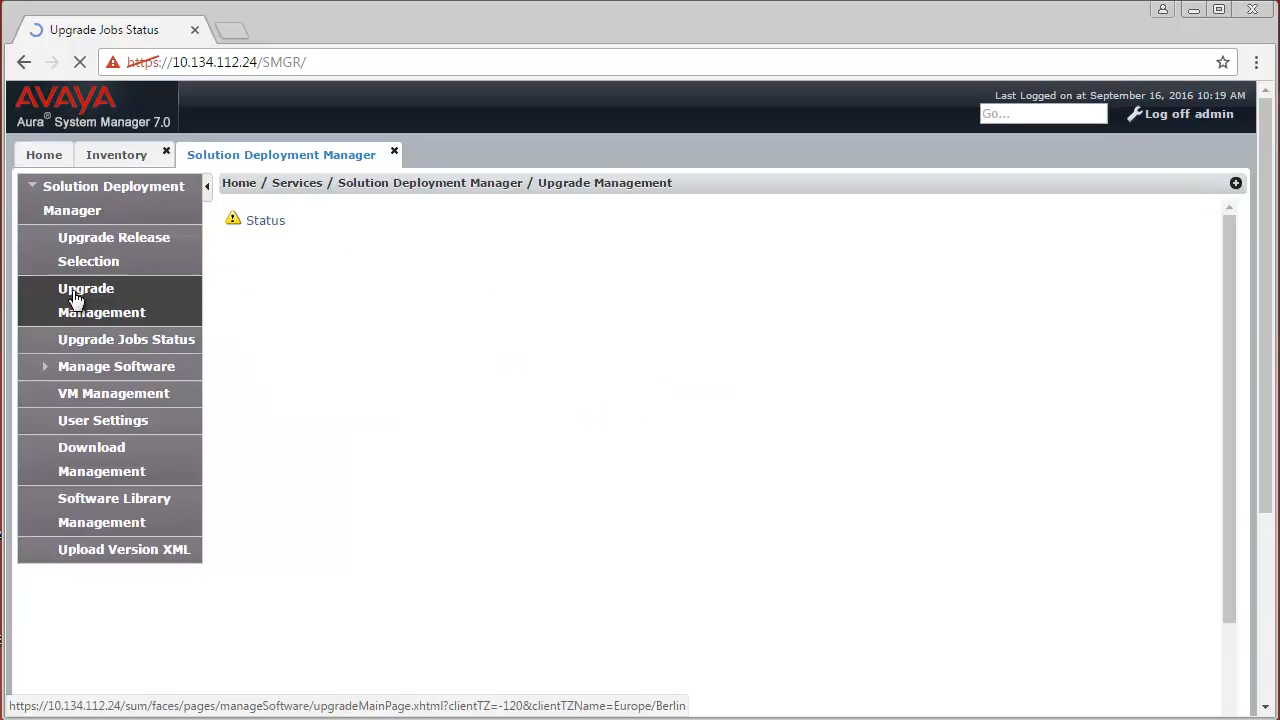 Upgrade Jobs Status
https://10.134.112.24/SMGR/
AVAYA
Aura® System Manager 7.0
Last Logged on at September 16, 2016 10:19 AM
Go...
Log off admin
Home
Inventory
Solution Deployment Manager
Solution Deployment
Manager
Upgrade Release
Selection
Upgrade
Management
Upgrade Jobs Status
Manage Software
VM Management
User Settings
Download
Management
Software Library
Management
Upload Version XML
Home / Services / Solution Deployment Manager / Upgrade Management
Status
https://10.134.112.24/sum/faces/pages/manageSoftware/upgradeMainPage.xhtml?clientTZ=-120&clientTZName=Europe/Berlin